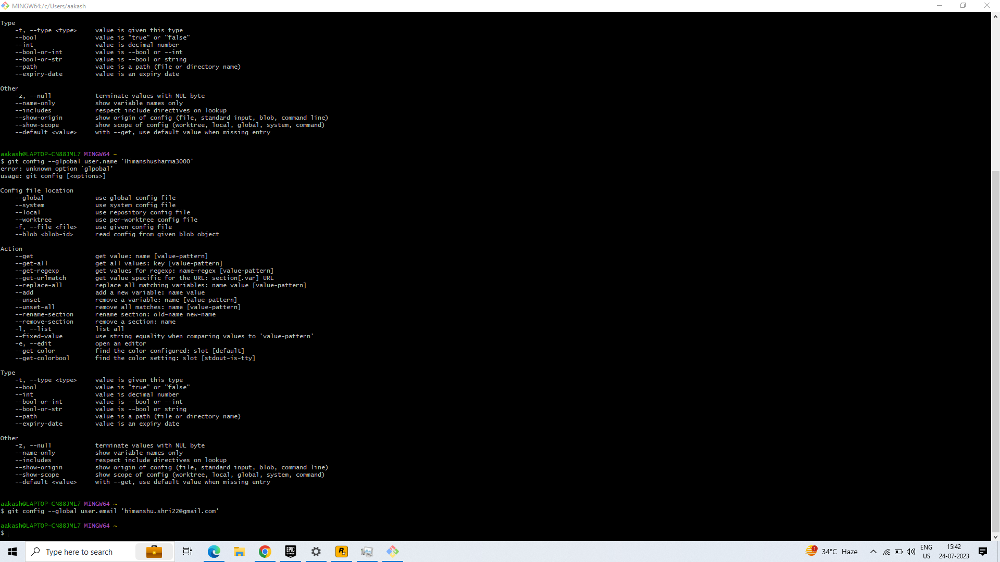 MINGW64:/c/Users/aakash
Type
    -t, --type <type>     value is given this type
    --bool                value is "true" or "false"
    --int                 value is decimal number
    --bool-or-int         value is --bool or --int
    --bool-or-str         value is --bool or string
    --path                value is a path (file or directory name)
    --expiry-date         value is an expiry date
Other
    -z, --null            terminate values with NUL byte
    --name-only           show variable names only
    --includes            respect include directives on lookup
    --show-origin         show origin of config (file, standard input, blob, command line)
    --show-scope          show scope of config (worktree, local, global, system, command)
    --default <value>     with --get, use default value when missing entry
aakash@LAPTOP-CN88JML7 MINGW64 ~
$ git config --glpobal user.name 'Himanshusharma3000'
error: unknown option `glpobal'
usage: git config [<options>]
Config file location
    --global              use global config file
    --system              use system config file
    --local               use repository config file
    --worktree            use per-worktree config file
    -f, --file <file>     use given config file
    --blob <blob-id>      read config from given blob object
Action
    --get                 get value: name [value-pattern]
    --get-all             get all values: key [value-pattern]
    --get-regexp          get values for regexp: name-regex [value-pattern]
    --get-urlmatch        get value specific for the URL: section[.var] URL
    --replace-all         replace all matching variables: name value [value-pattern]
    --add                 add a new variable: name value
    --unset               remove a variable: name [value-pattern]
    --unset-all           remove all matches: name [value-pattern]
    --rename-section      rename section: old-name new-name
    --remove-section      remove a section: name
    -l, --list            list all
    --fixed-value         use string equality when comparing values to 'value-pattern'
    -e, --edit            open an editor
    --get-color           find the color configured: slot [default]
    --get-colorbool       find the color setting: slot [stdout-is-tty]
Type
    -t, --type <type>     value is given this type
    --bool                value is "true" or "false"
    --int                 value is decimal number
    --bool-or-int         value is --bool or --int
    --bool-or-str         value is --bool or string
    --path                value is a path (file or directory name)
    --expiry-date         value is an expiry date
Other
    -z, --null            terminate values with NUL byte
    --name-only           show variable names only
    --includes            respect include directives on lookup
    --show-origin         show origin of config (file, standard input, blob, command line)
    --show-scope          show scope of config (worktree, local, global, system, command)
    --default <value>     with --get, use default value when missing entry
aakash@LAPTOP-CN88JML7 MINGW64 ~
$ git config --global user.email 'himanshu.shri22@gmail.com'
aakash@LAPTOP-CN88JML7 MINGW64 ~
$
Type here to search
EPIC GAMES
R
1
34°C Haze
ENG
US
15:42
24-07-2023